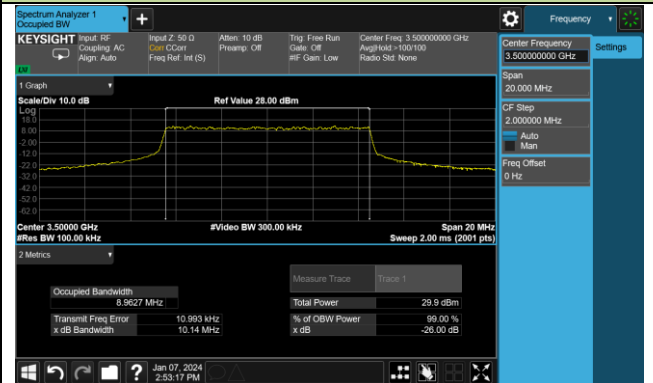 Spectrum Analyzer 1
Occupied BW
Frequency
KEYSIGHT
Input: RF
Coupling: AC
Align: Auto
Input Z: 50 Ω
Corr CCorr
Freq Ref: Int (S)
Atten: 10 dB
Preamp: Off
Trig: Free Run
Gate: Off
#IF Gain: Low
Center Freq: 3.500000000 GHz
Avg|Hold:>100/100
Radio Std: None
Center Frequency
3.500000000 GHz
Settings
Span
20.000 MHz
CF Step
2.000000 MHz
Auto
Man
Freq Offset
0 Hz
1 Graph
Scale/Div 10.0 dB
Ref Value 28.00 dBm
Log
18.0
8.00
-2.00
-12.0
-22.0
-32.0
-42.0
-52.0
-62.0
Center 3.50000 GHz
#Video BW 300.00 kHz
Span 20 MHz
#Res BW 100.00 kHz
Sweep 2.00 ms (2001 pts)
2 Metrics
Measure Trace
Trace 1
Occupied Bandwidth
8.9627 MHz
Total Power
29.9 dBm
Transmit Freq Error
10.993 kHz
% of OBW Power
99.00 %
x dB Bandwidth
10.14 MHz
x dB
-26.00 dB
?
Jan 07, 2024
2:53:17 PM